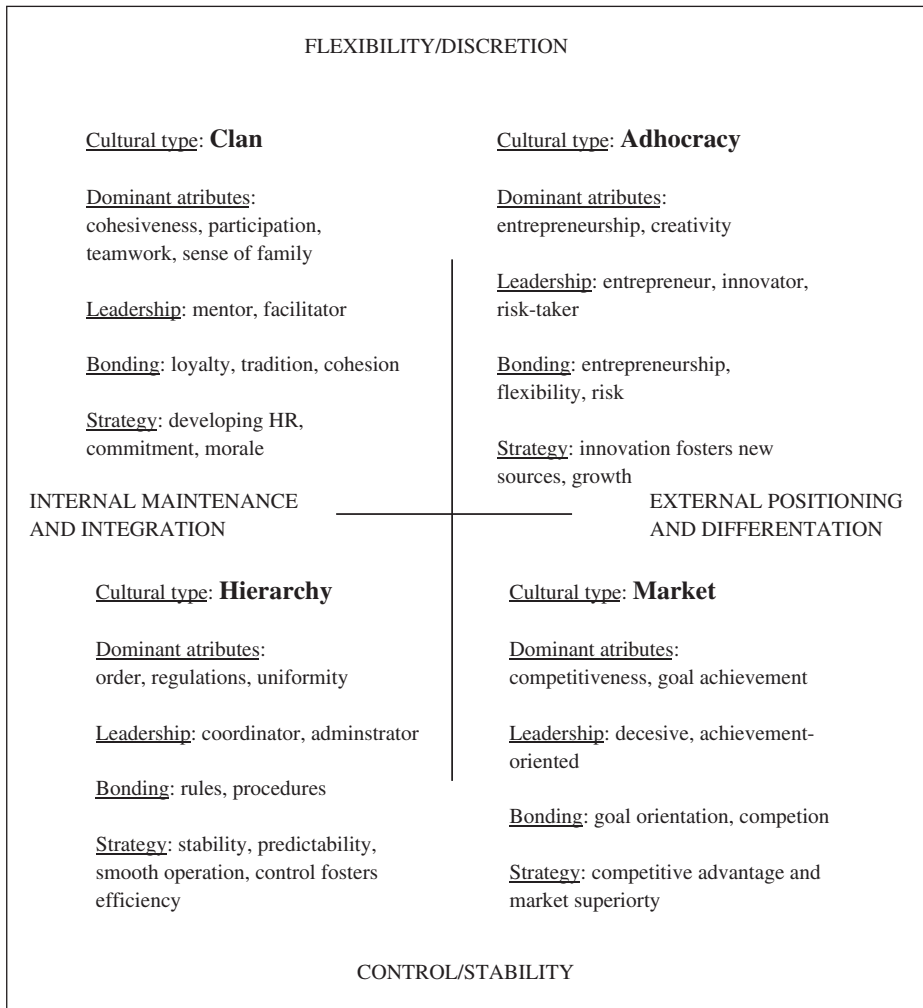 FLEXIBILITY/DISCRETION
Cultural type: Clan
Dominant atributes:
cohesiveness, participation,
teamwork, sense of family
Leadership: mentor, facilitator
Bonding: loyalty, tradition, cohesion
Strategy: developing HR,
commitment, morale
Cultural type: Adhocracy
Dominant atributes:
entrepreneurship, creativity
Leadership: entrepreneur, innovator,
risk-taker
Bonding: entrepreneurship,
flexibility, risk
Strategy: innovation fosters new
sources, growth
INTERNAL MAINTENANCE
AND INTEGRATION
EXTERNAL POSITIONING
AND DIFFERENTATION
Cultural type: Hierarchy
Dominant atributes:
order, regulations, uniformity
Leadership: coordinator, adminstrator
Bonding: rules, procedures
Strategy: stability, predictability,
smooth operation, control fosters
efficiency
Cultural type: Market
Dominant atributes:
competitiveness, goal achievement
Leadership: decesive, achievement-
oriented
Bonding: goal orientation, competion
Strategy: competitive advantage and
market superiorty
CONTROL/STABILITY